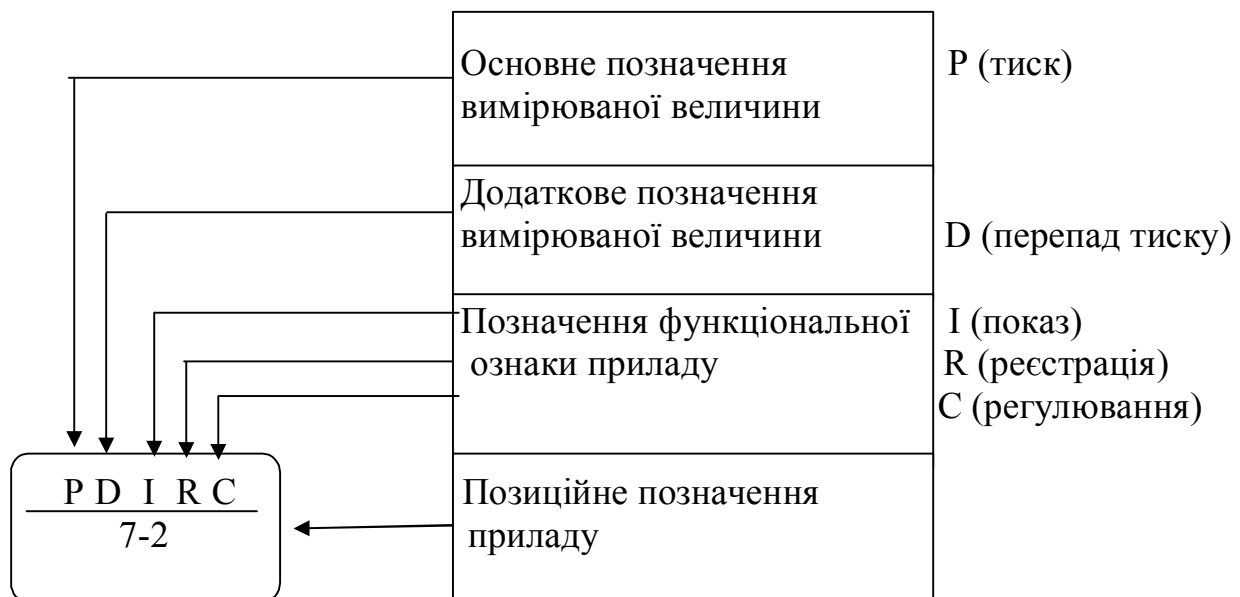 Основне позначення
вимірюваної величини
P (тиск)
Додаткове позначення
вимірюваної величини
D (перепад тиску)
Позначення функціональної
ознаки приладу
I (показ)
R (реєстрація)
C (регулювання)
P D I R C
7-2
Позиційне позначення
приладу